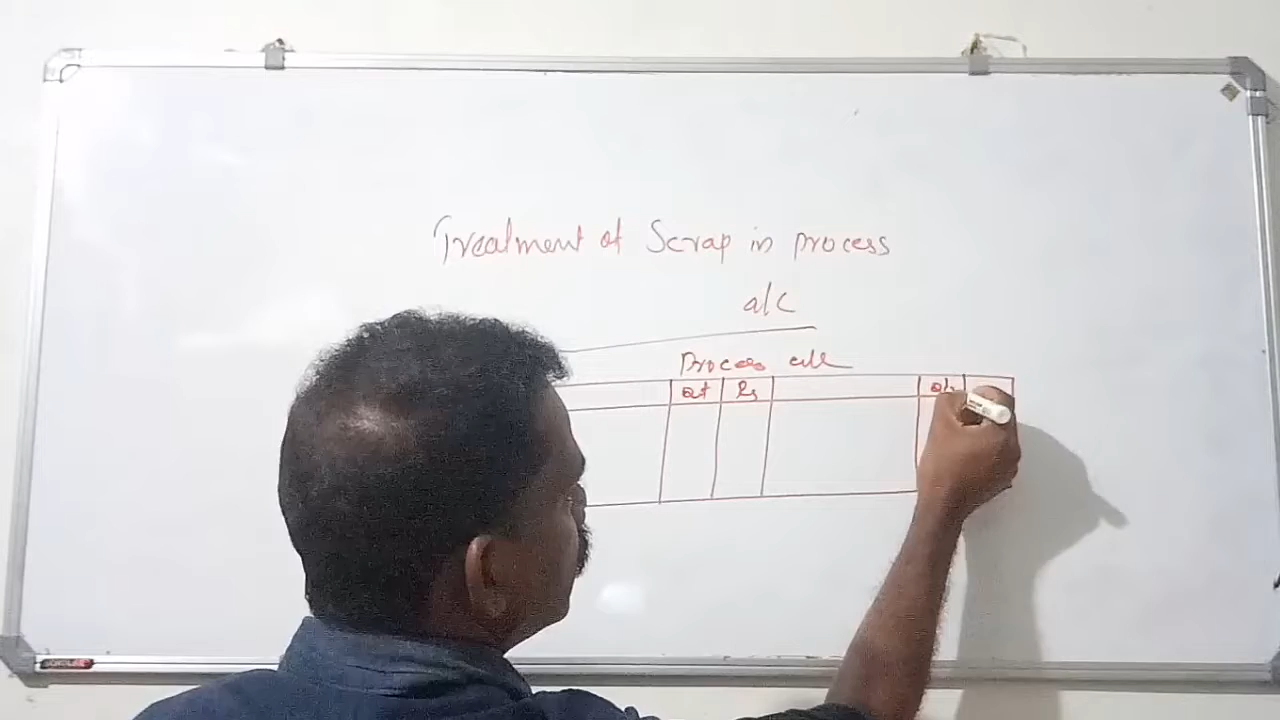 Treatment of Scrap in process
a/c
Process a/c
Qt Rs